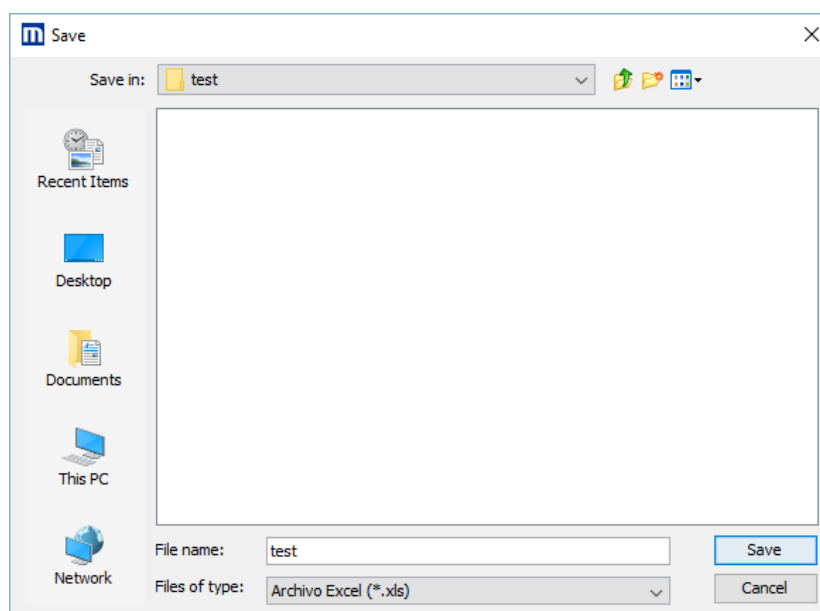 m Save
Save in: test
Recent Items
Desktop
Documents
This PC
Network
File name: test Save
Files of type: Archivo Excel (*.xls) Cancel